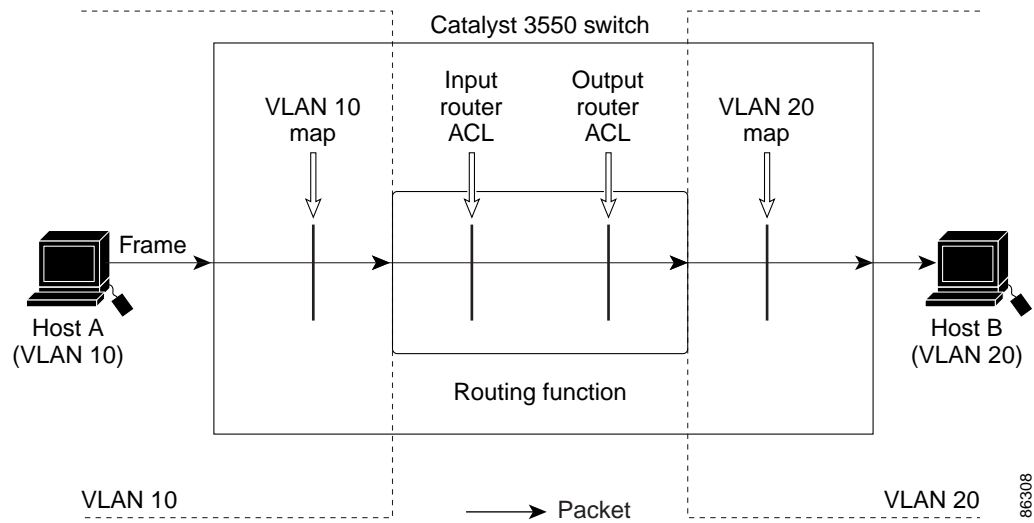 Catalyst 3550 switch
VLAN 10
map
Input
router
ACL
Output
router
ACL
VLAN 20
map
Frame
Host A
(VLAN 10)
Host B
(VLAN 20)
Routing function
VLAN 10
Packet
VLAN 20
86308